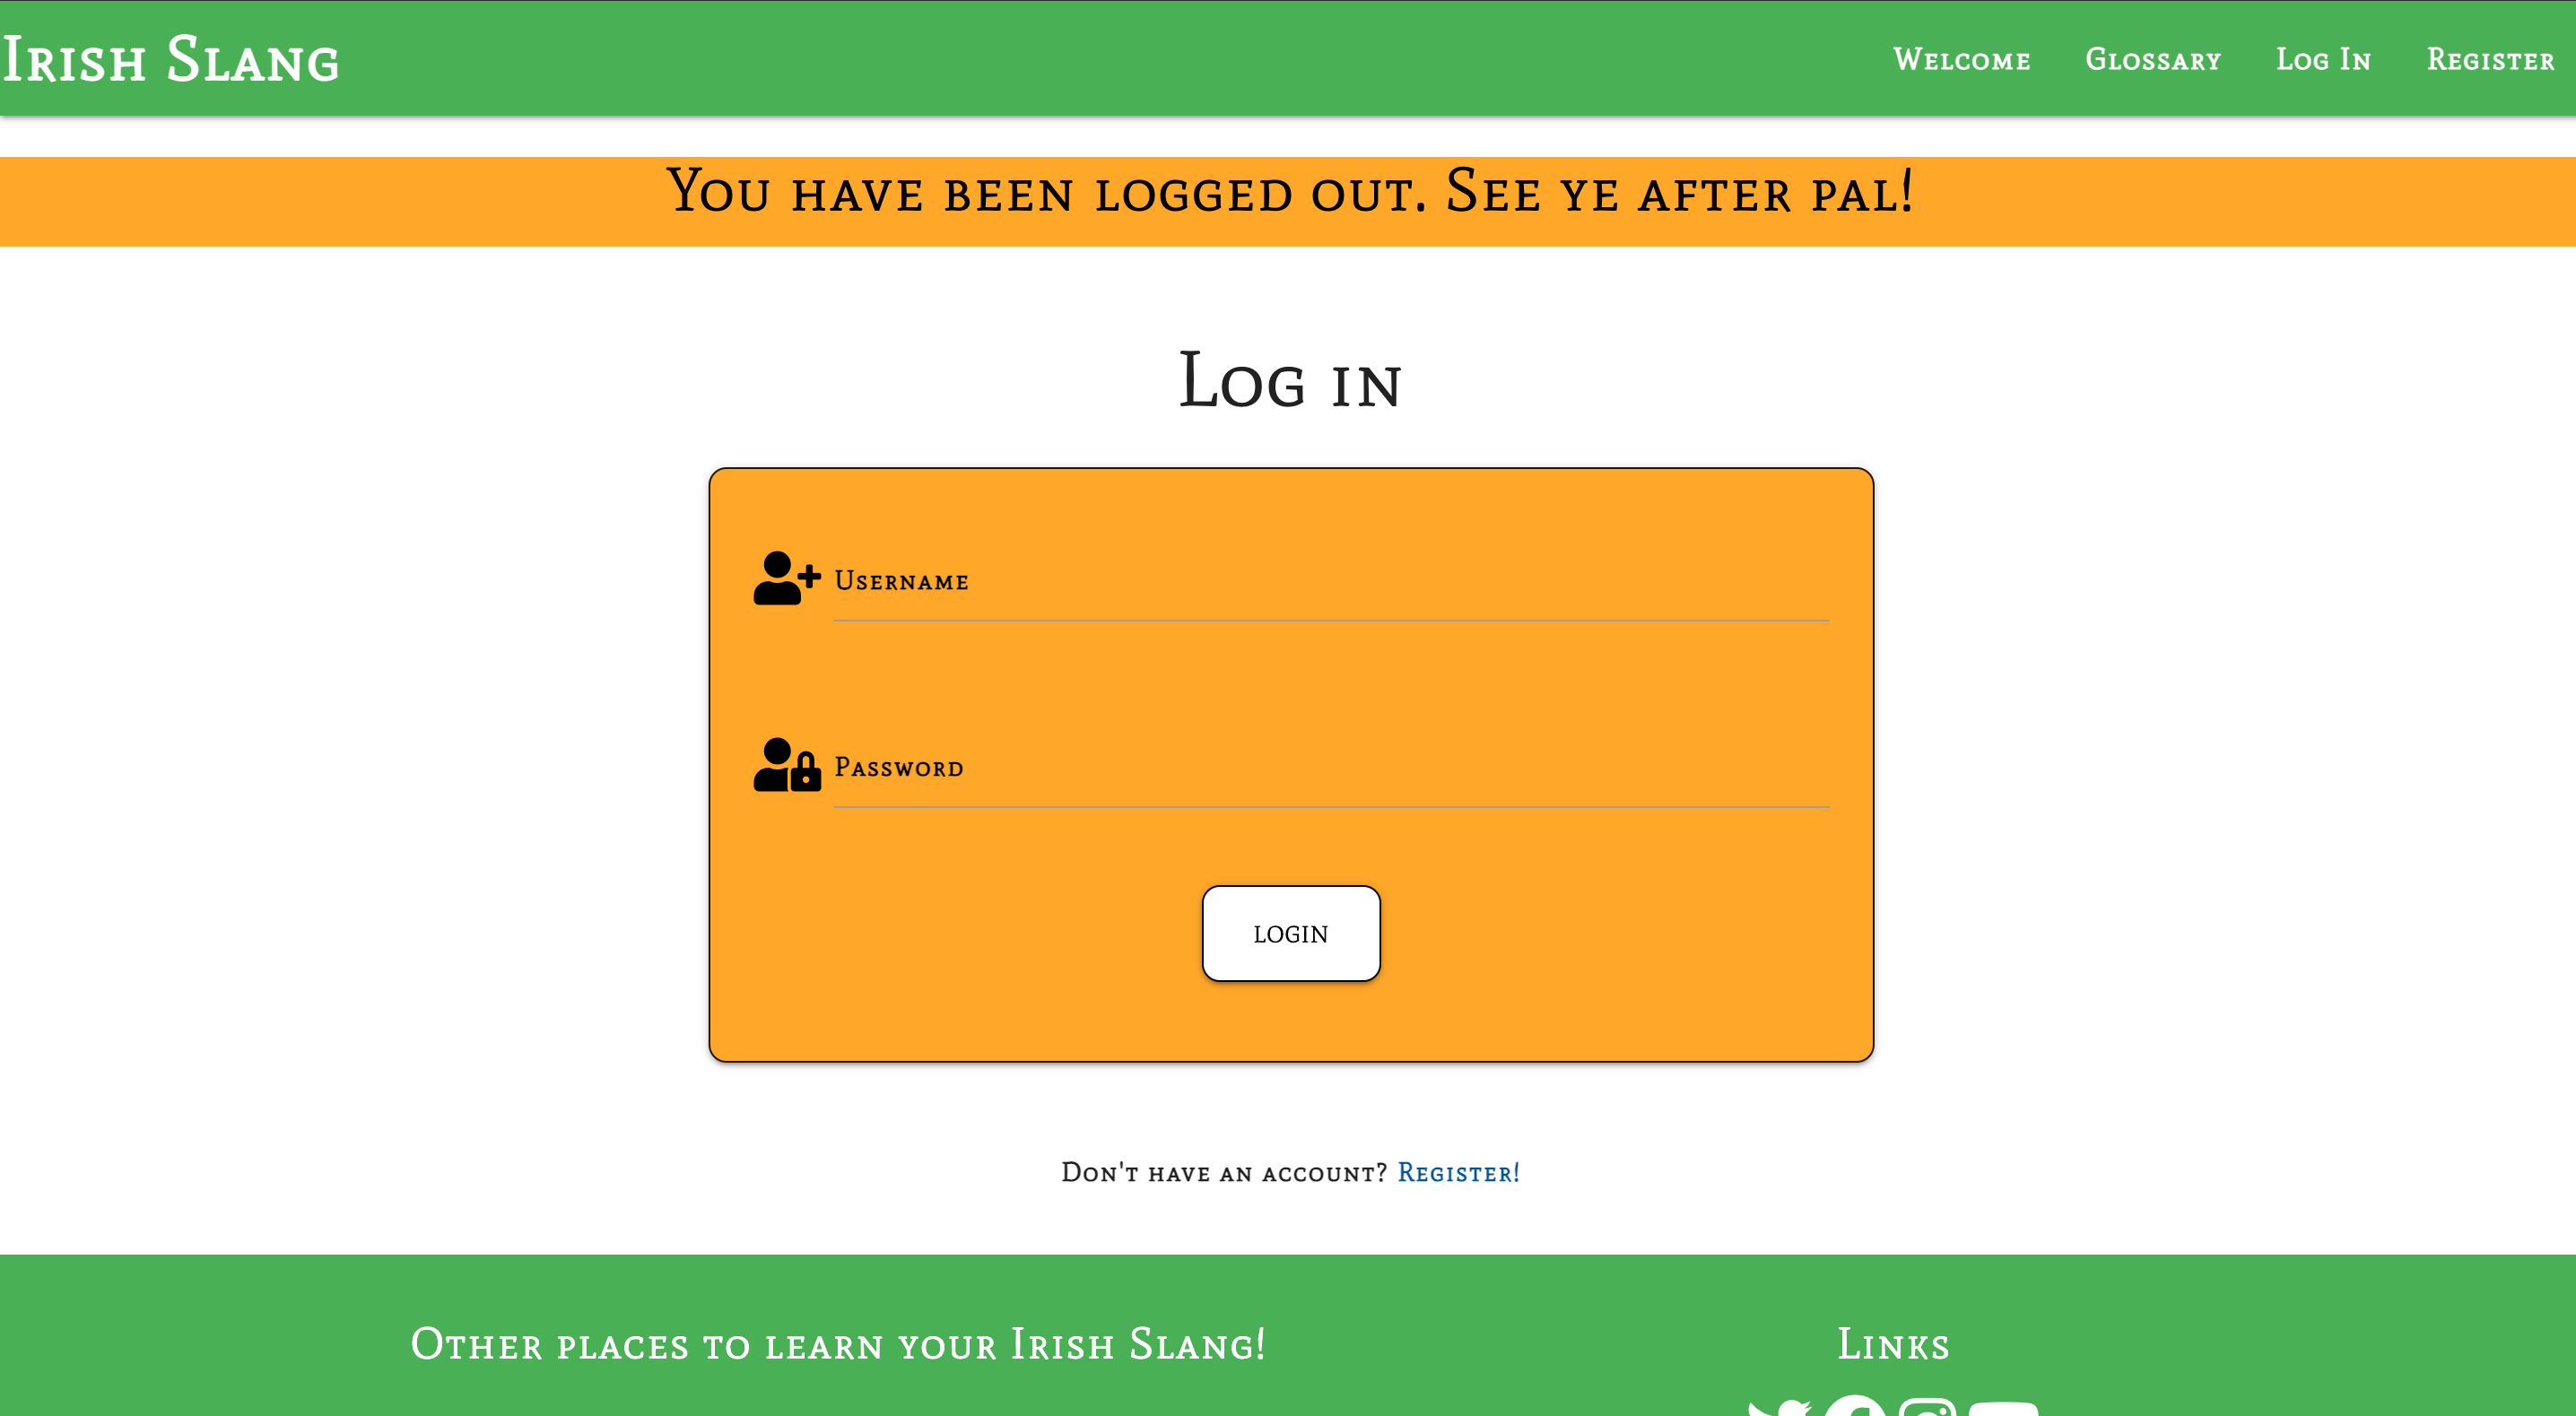 Irish Slang
Welcome Glossary Log In Register
You have been logged out. See ye after pal!
Log in
Username
Password
LOGIN
Don't have an account? Register!
Other places to learn your Irish Slang!
Links